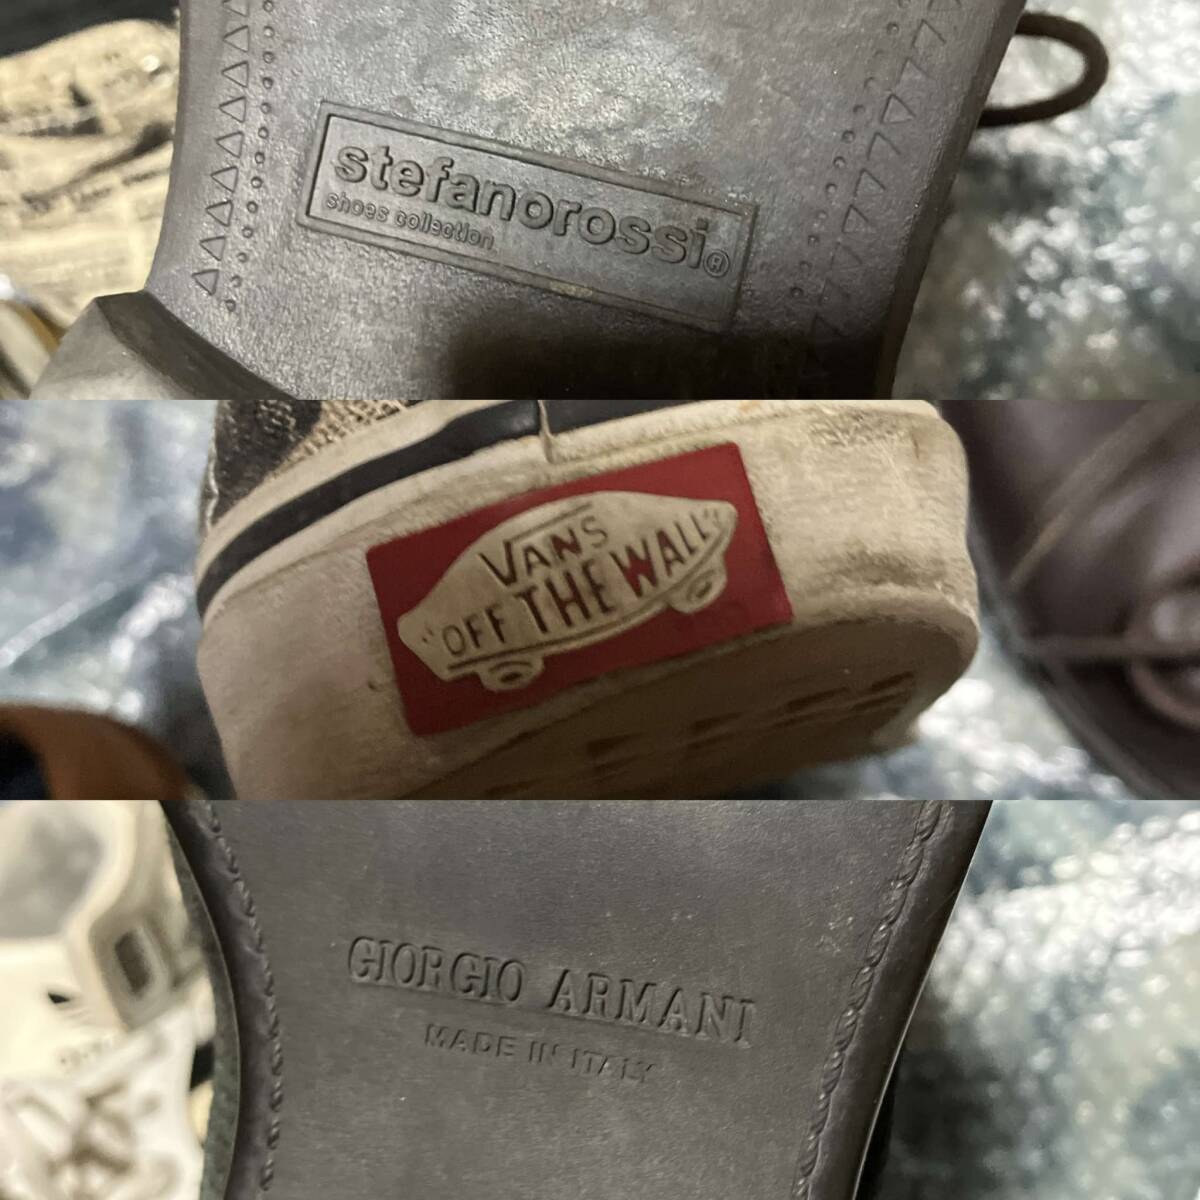 stefanorossi®
shoes collection
VANS
"OFF THE WALL"
GIORGIO ARMANI
MADE IN ITALY